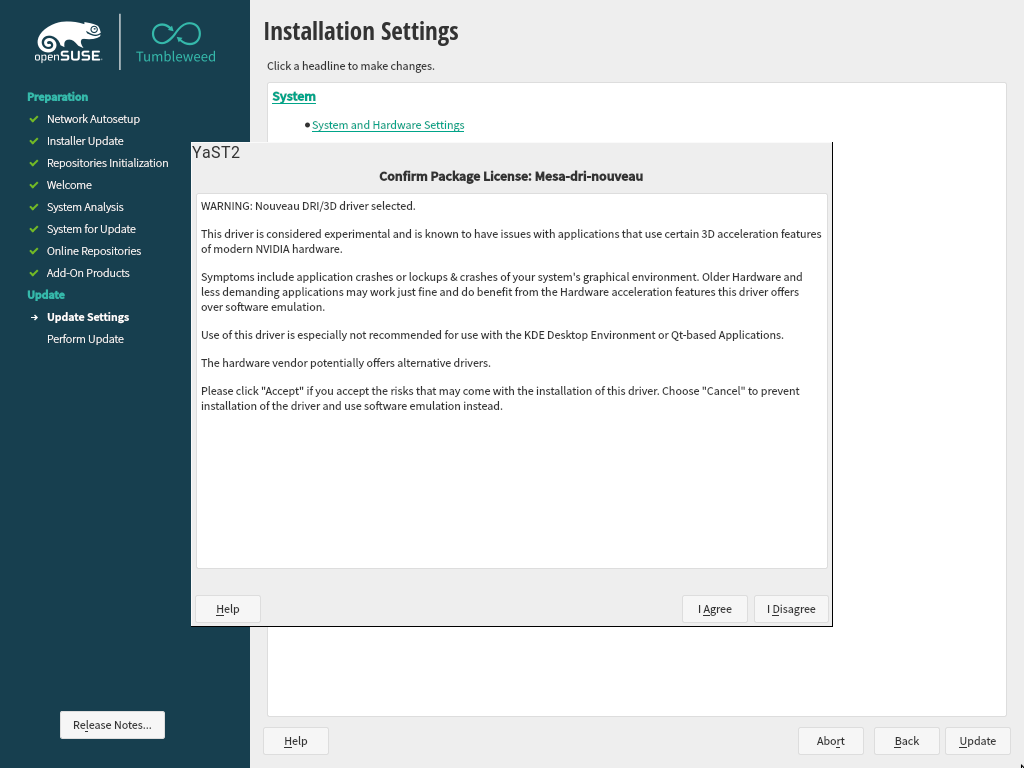 openSUSE
Tumbleweed
Preparation
Network Autosetup
Installer Update
Repositories Initialization
Welcome
System Analysis
System for Update
Online Repositories
Add-On Products
Update
Update Settings
Perform Update
Release Notes...
Installation Settings
Click a headline to make changes.
System
System and Hardware Settings
YaST2
Confirm Package License: Mesa-dri-nouveau
WARNING: Nouveau DRI/3D driver selected.
This driver is considered experimental and is known to have issues with applications that use certain 3D acceleration features
of modern NVIDIA hardware.
Symptoms include application crashes or lockups & crashes of your system's graphical environment. Older Hardware and
less demanding applications may work just fine and do benefit from the Hardware acceleration features this driver offers
over software emulation.
Use of this driver is especially not recommended for use with the KDE Desktop Environment or Qt-based Applications.
The hardware vendor potentially offers alternative drivers.
Please click "Accept" if you accept the risks that may come with the installation of this driver. Choose "Cancel" to prevent
installation of the driver and use software emulation instead.
Help
I Agree
I Disagree
Help
Abort
Back
Update